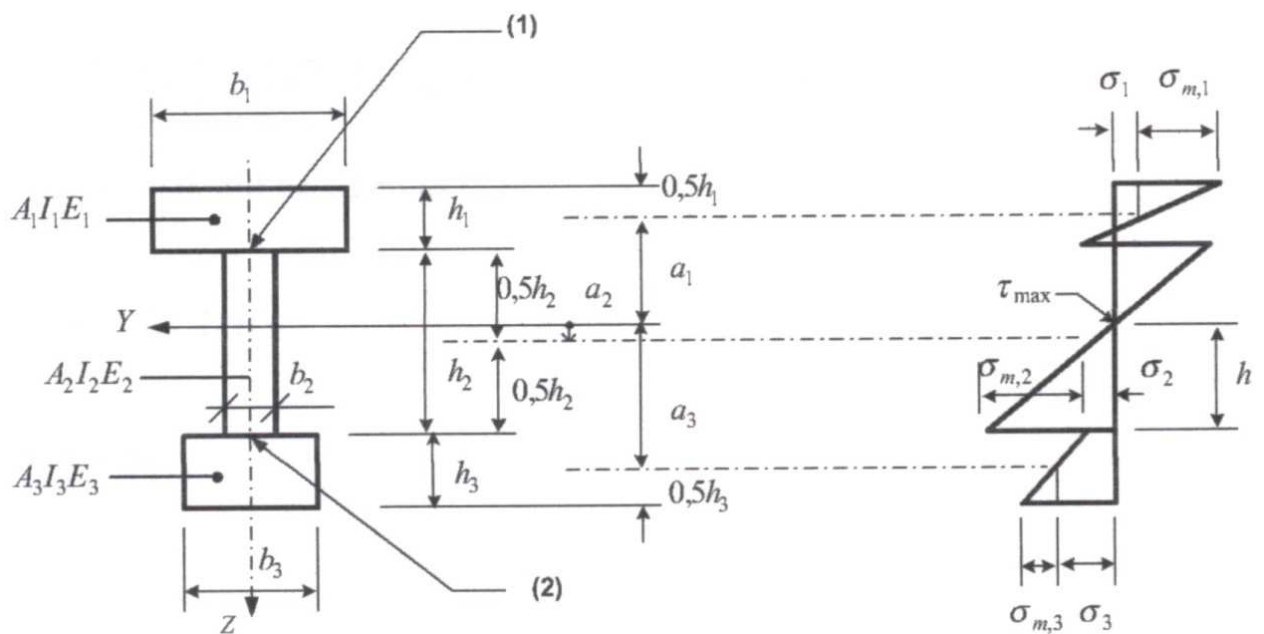 (1)
b₁
σ₁ σₘ,₁
A₁I₁E₁
h₁
0,5h₁
a₁
0,5h₂
a₂
τmax
Y
A₂I₂E₂
b₂
h₂
0,5h₂
a₃
σₘ,₂
σ₂
h
A₃I₃E₃
h₃
0,5h₃
b₃
(2)
z
σₘ,₃ σ₃